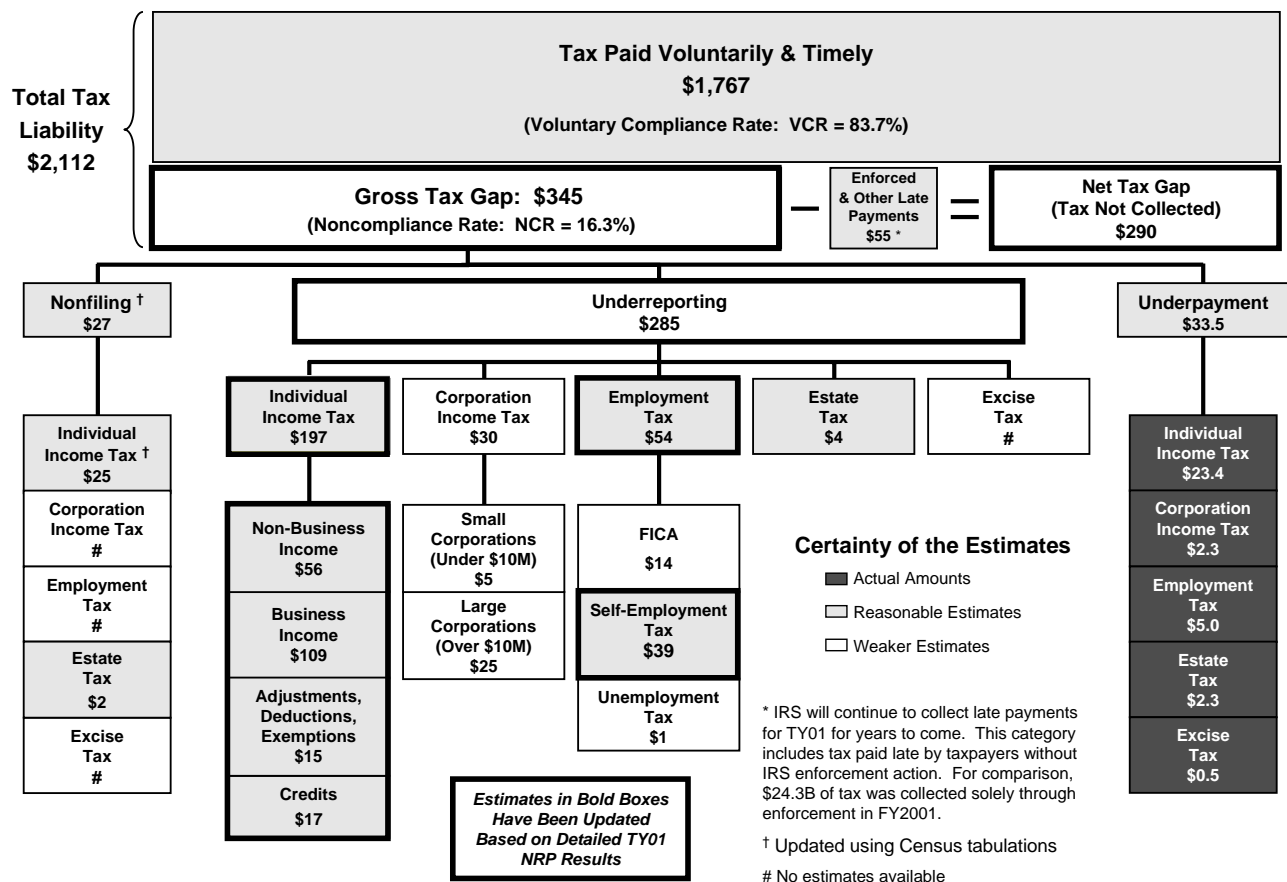 Tax Paid Voluntarily & Timely
$1,767
(Voluntary Compliance Rate:  VCR = 83.7%)
Total Tax
Liability
$2,112
Gross Tax Gap:  $345
(Noncompliance Rate:  NCR = 16.3%)
Enforced
& Other Late
Payments
$55 *
Net Tax Gap
(Tax Not Collected)
$290
Nonfiling †
$27
Underreporting
$285
Underpayment
$33.5
Individual
Income Tax
$197
Corporation
Income Tax
$30
Employment
Tax
$54
Estate
Tax
$4
Excise
Tax
#
Individual
Income Tax †
$25
Corporation
Income Tax
#
Employment
Tax
#
Estate
Tax
$2
Excise
Tax
#
Non-Business
Income
$56
Business
Income
$109
Adjustments,
Deductions,
Exemptions
$15
Credits
$17
Small
Corporations
(Under $10M)
$5
Large
Corporations
(Over $10M)
$25
FICA
$14
Self-Employment
Tax
$39
Unemployment
Tax
$1
Certainty of the Estimates
Actual Amounts
Reasonable Estimates
Weaker Estimates
Individual
Income Tax
$23.4
Corporation
Income Tax
$2.3
Employment
Tax
$5.0
Estate
Tax
$2.3
Excise
Tax
$0.5
Estimates in Bold Boxes
Have Been Updated
Based on Detailed TY01
NRP Results
* IRS will continue to collect late payments
for TY01 for years to come.  This category
includes tax paid late by taxpayers without
IRS enforcement action.  For comparison,
$24.3B of tax was collected solely through
enforcement in FY2001.
† Updated using Census tabulations
# No estimates available